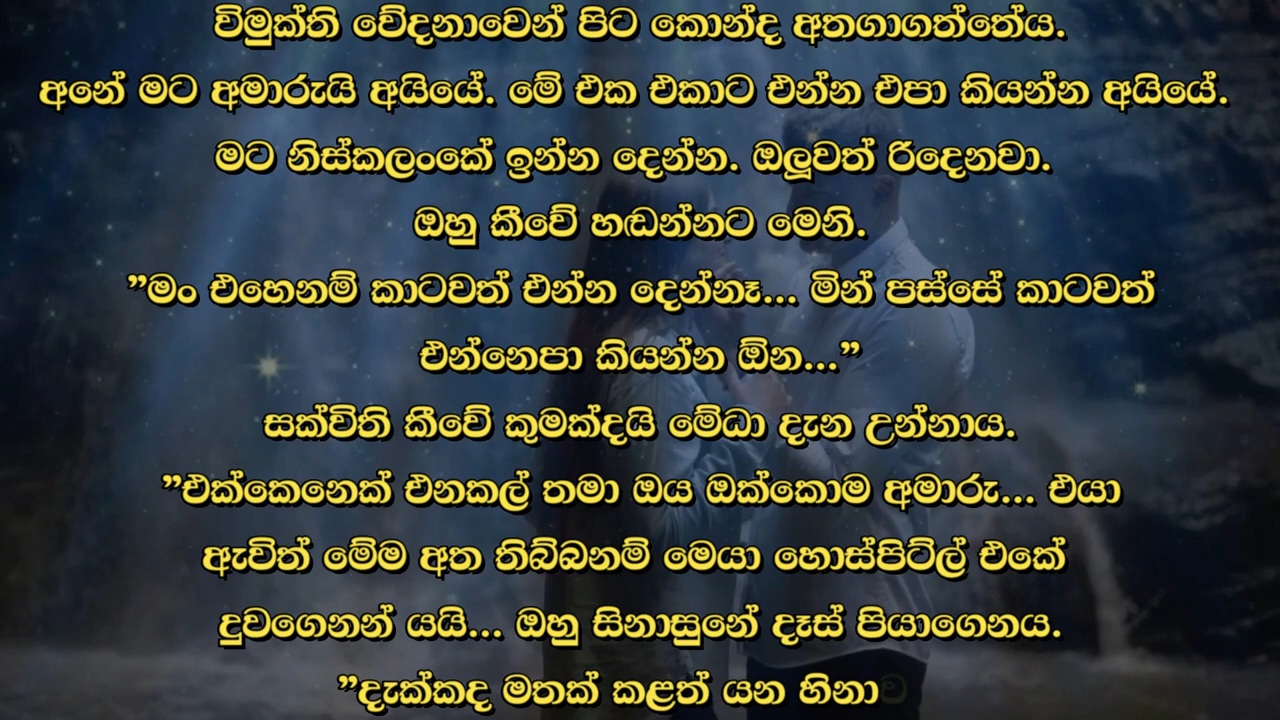 විමුක්ති වේදනාවෙන් පිට කොන්ද අතගාගත්තේය.
අනේ මට අමාරුයි අයියේ. මේ එක එකාට එන්න එපා කියන්න අයියේ.
මට නිස්කලංකේ ඉන්න දෙන්න. ඔලූවත් රිදෙනවා.
ඔහු කීවේ හඬන්නට මෙනි.
”මං එහෙනම් කාටවත් එන්න දෙන්නෑ... මින් පස්සේ කාටවත්
එන්නෙපා කියන්න ඕන...”
සක්විති කීවේ කුමක්දයි මේධා දැන උන්නාය.
”එක්කෙනෙක් එනකල් තමා ඔය ඔක්කොම අමාරු... එයා
ඇවිත් මේම අත තිබ්බනම් මෙයා හොස්පිට්ල් එකේ
දුවගෙනන් යයි... ඔහු සිනාසුනේ දෑස් පියාගෙනය.
”දැක්කද මතක් කළත් යන හිනාව